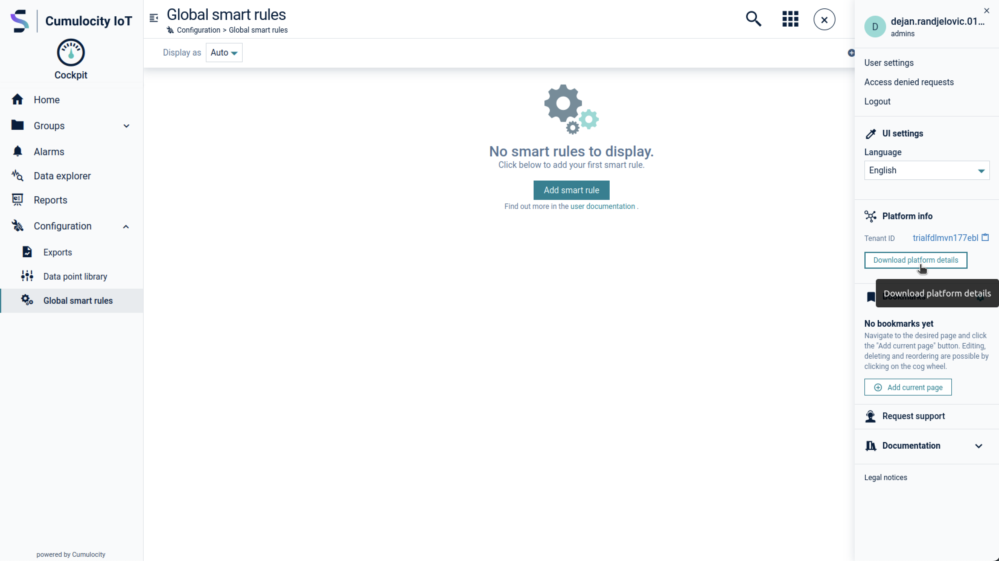 Cumulocity IoT
Cockpit
Home
Groups
Alarms
Data explorer
Reports
Configuration
Exports
Data point library
Global smart rules
powered by Cumulocity
Global smart rules
Configuration > Global smart rules
Display as
Auto
No smart rules to display.
Click below to add your first smart rule.
Add smart rule
Find out more in the user documentation .
D
dejan.randjelovic.01...
admins
User settings
Access denied requests
Logout
UI settings
Language
English
Platform info
Tenant ID trialfdlmvn177ebl
Download platform details
Download platform details
Bookmarks
No bookmarks yet
Navigate to the desired page and click
the "Add current page" button. Editing,
deleting and reordering are possible by
clicking on the cog wheel.
Add current page
Request support
Documentation
Legal notices